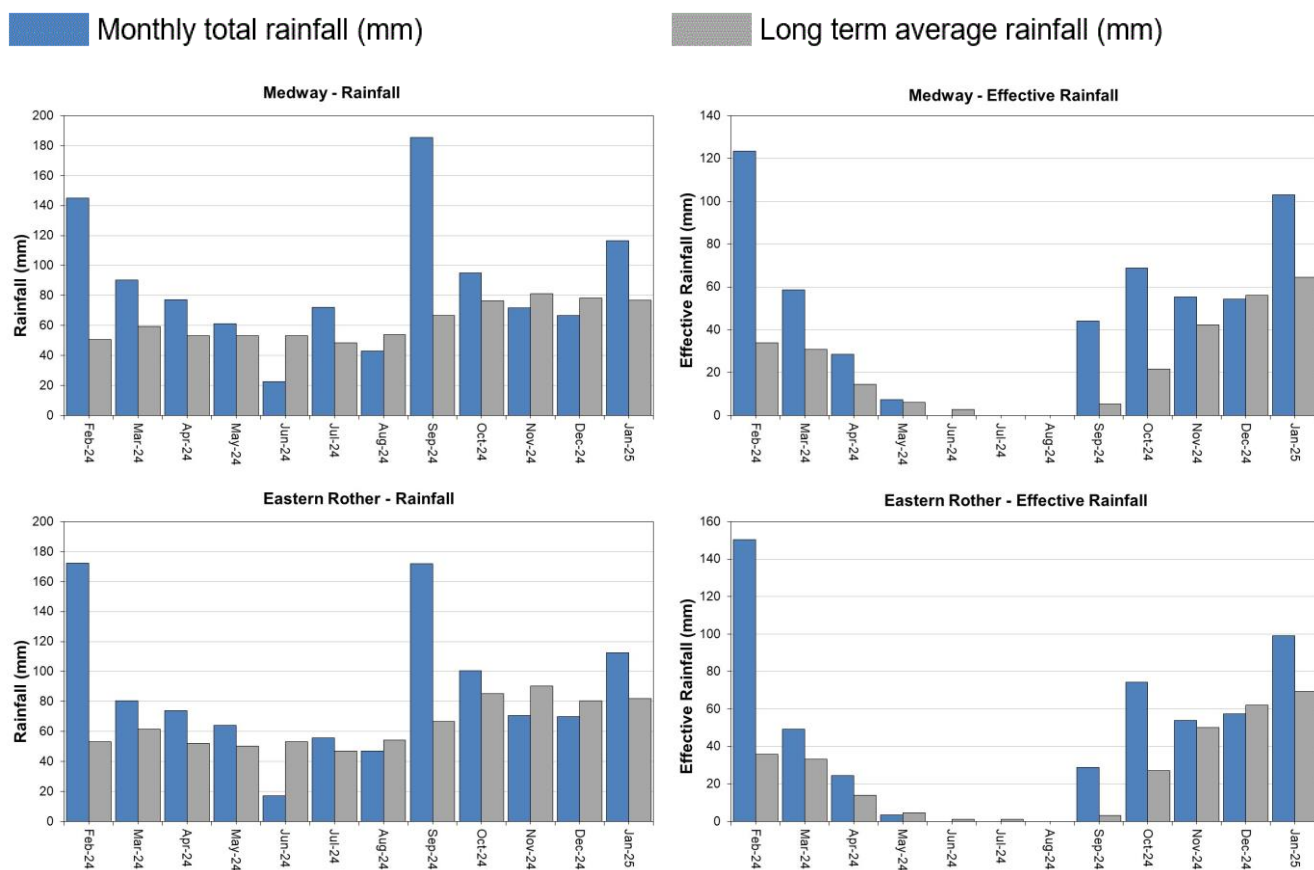 Monthly total rainfall (mm)
Long term average rainfall (mm)
Medway - Rainfall
Rainfall (mm)
200
180
160
140
120
100
80
60
40
20
0
Feb-24
Mar-24
Apr-24
May-24
Jun-24
Jul-24
Aug-24
Sep-24
Oct-24
Nov-24
Dec-24
Jan-25
Medway - Effective Rainfall
Effective Rainfall (mm)
140
120
100
80
60
40
20
0
Feb-24
Mar-24
Apr-24
May-24
Jun-24
Jul-24
Aug-24
Sep-24
Oct-24
Nov-24
Dec-24
Jan-25
Eastern Rother - Rainfall
Rainfall (mm)
200
180
160
140
120
100
80
60
40
20
0
Feb-24
Mar-24
Apr-24
May-24
Jun-24
Jul-24
Aug-24
Sep-24
Oct-24
Nov-24
Dec-24
Jan-25
Eastern Rother - Effective Rainfall
Effective Rainfall (mm)
160
140
120
100
80
60
40
20
0
Feb-24
Mar-24
Apr-24
May-24
Jun-24
Jul-24
Aug-24
Sep-24
Oct-24
Nov-24
Dec-24
Jan-25